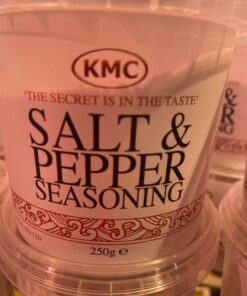 KMC
'THE SECRET IS IN THE TASTE'
SALT &
PEPPER
SEASONING
250g e